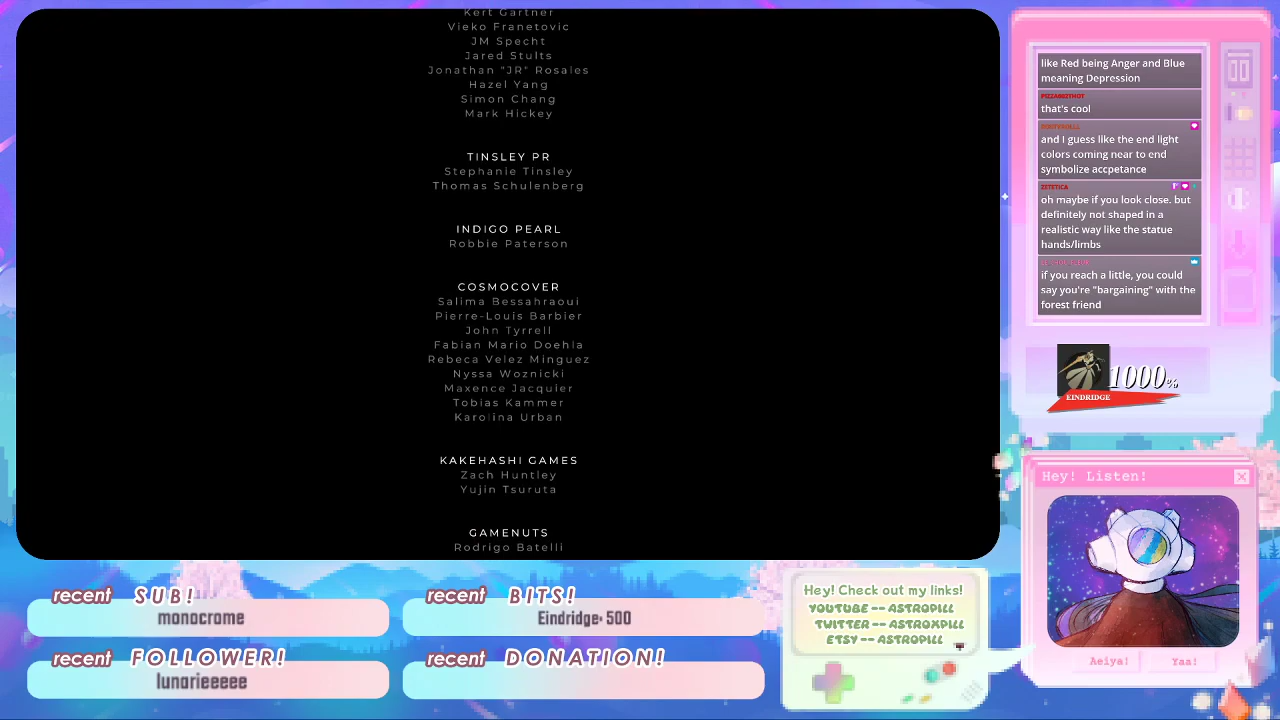 Kert Gartner
Vieko Franetovic
JM Specht
Jared Stults
Jonathan "JR" Rosales
Hazel Yang
Simon Chang
Mark Hickey
TINSLEY PR
Stephanie Tinsley
Thomas Schulenberg
INDIGO PEARL
Robbie Paterson
COSMOCOVER
Salima Bessahraoui
Pierre-Louis Barbier
John Tyrrell
Fabian Mario Doehla
Rebeca Velez Minguez
Nyssa Woznicki
Maxence Jacquier
Tobias Kammer
Karolina Urban
KAKEHASHI GAMES
Zach Huntley
Yujin Tsuruta
GAMENUTS
Rodrigo Batelli
like Red being Anger and Blue
meaning Depression
that's cool
and I guess like the end light
colors coming near to end
symbolize accpetance
ZETETICA
oh maybe if you look close. but
definitely not shaped in a
realistic way like the statue
hands/limbs
if you reach a little, you could
say you're "bargaining" with the
forest friend
1000%
EINDRIDGE
Hey! Listen!
Aeiya!
Yaa!
recent SUB!
monocrome
recent BITS!
Eindridge: 500
recent FOLLOWER!
lunarieeeee
recent DONATION!
Hey! Check out my links!
YOUTUBE -- ASTROPILL
TWITTER -- ASTROXPILL
ETSY -- ASTROPILL